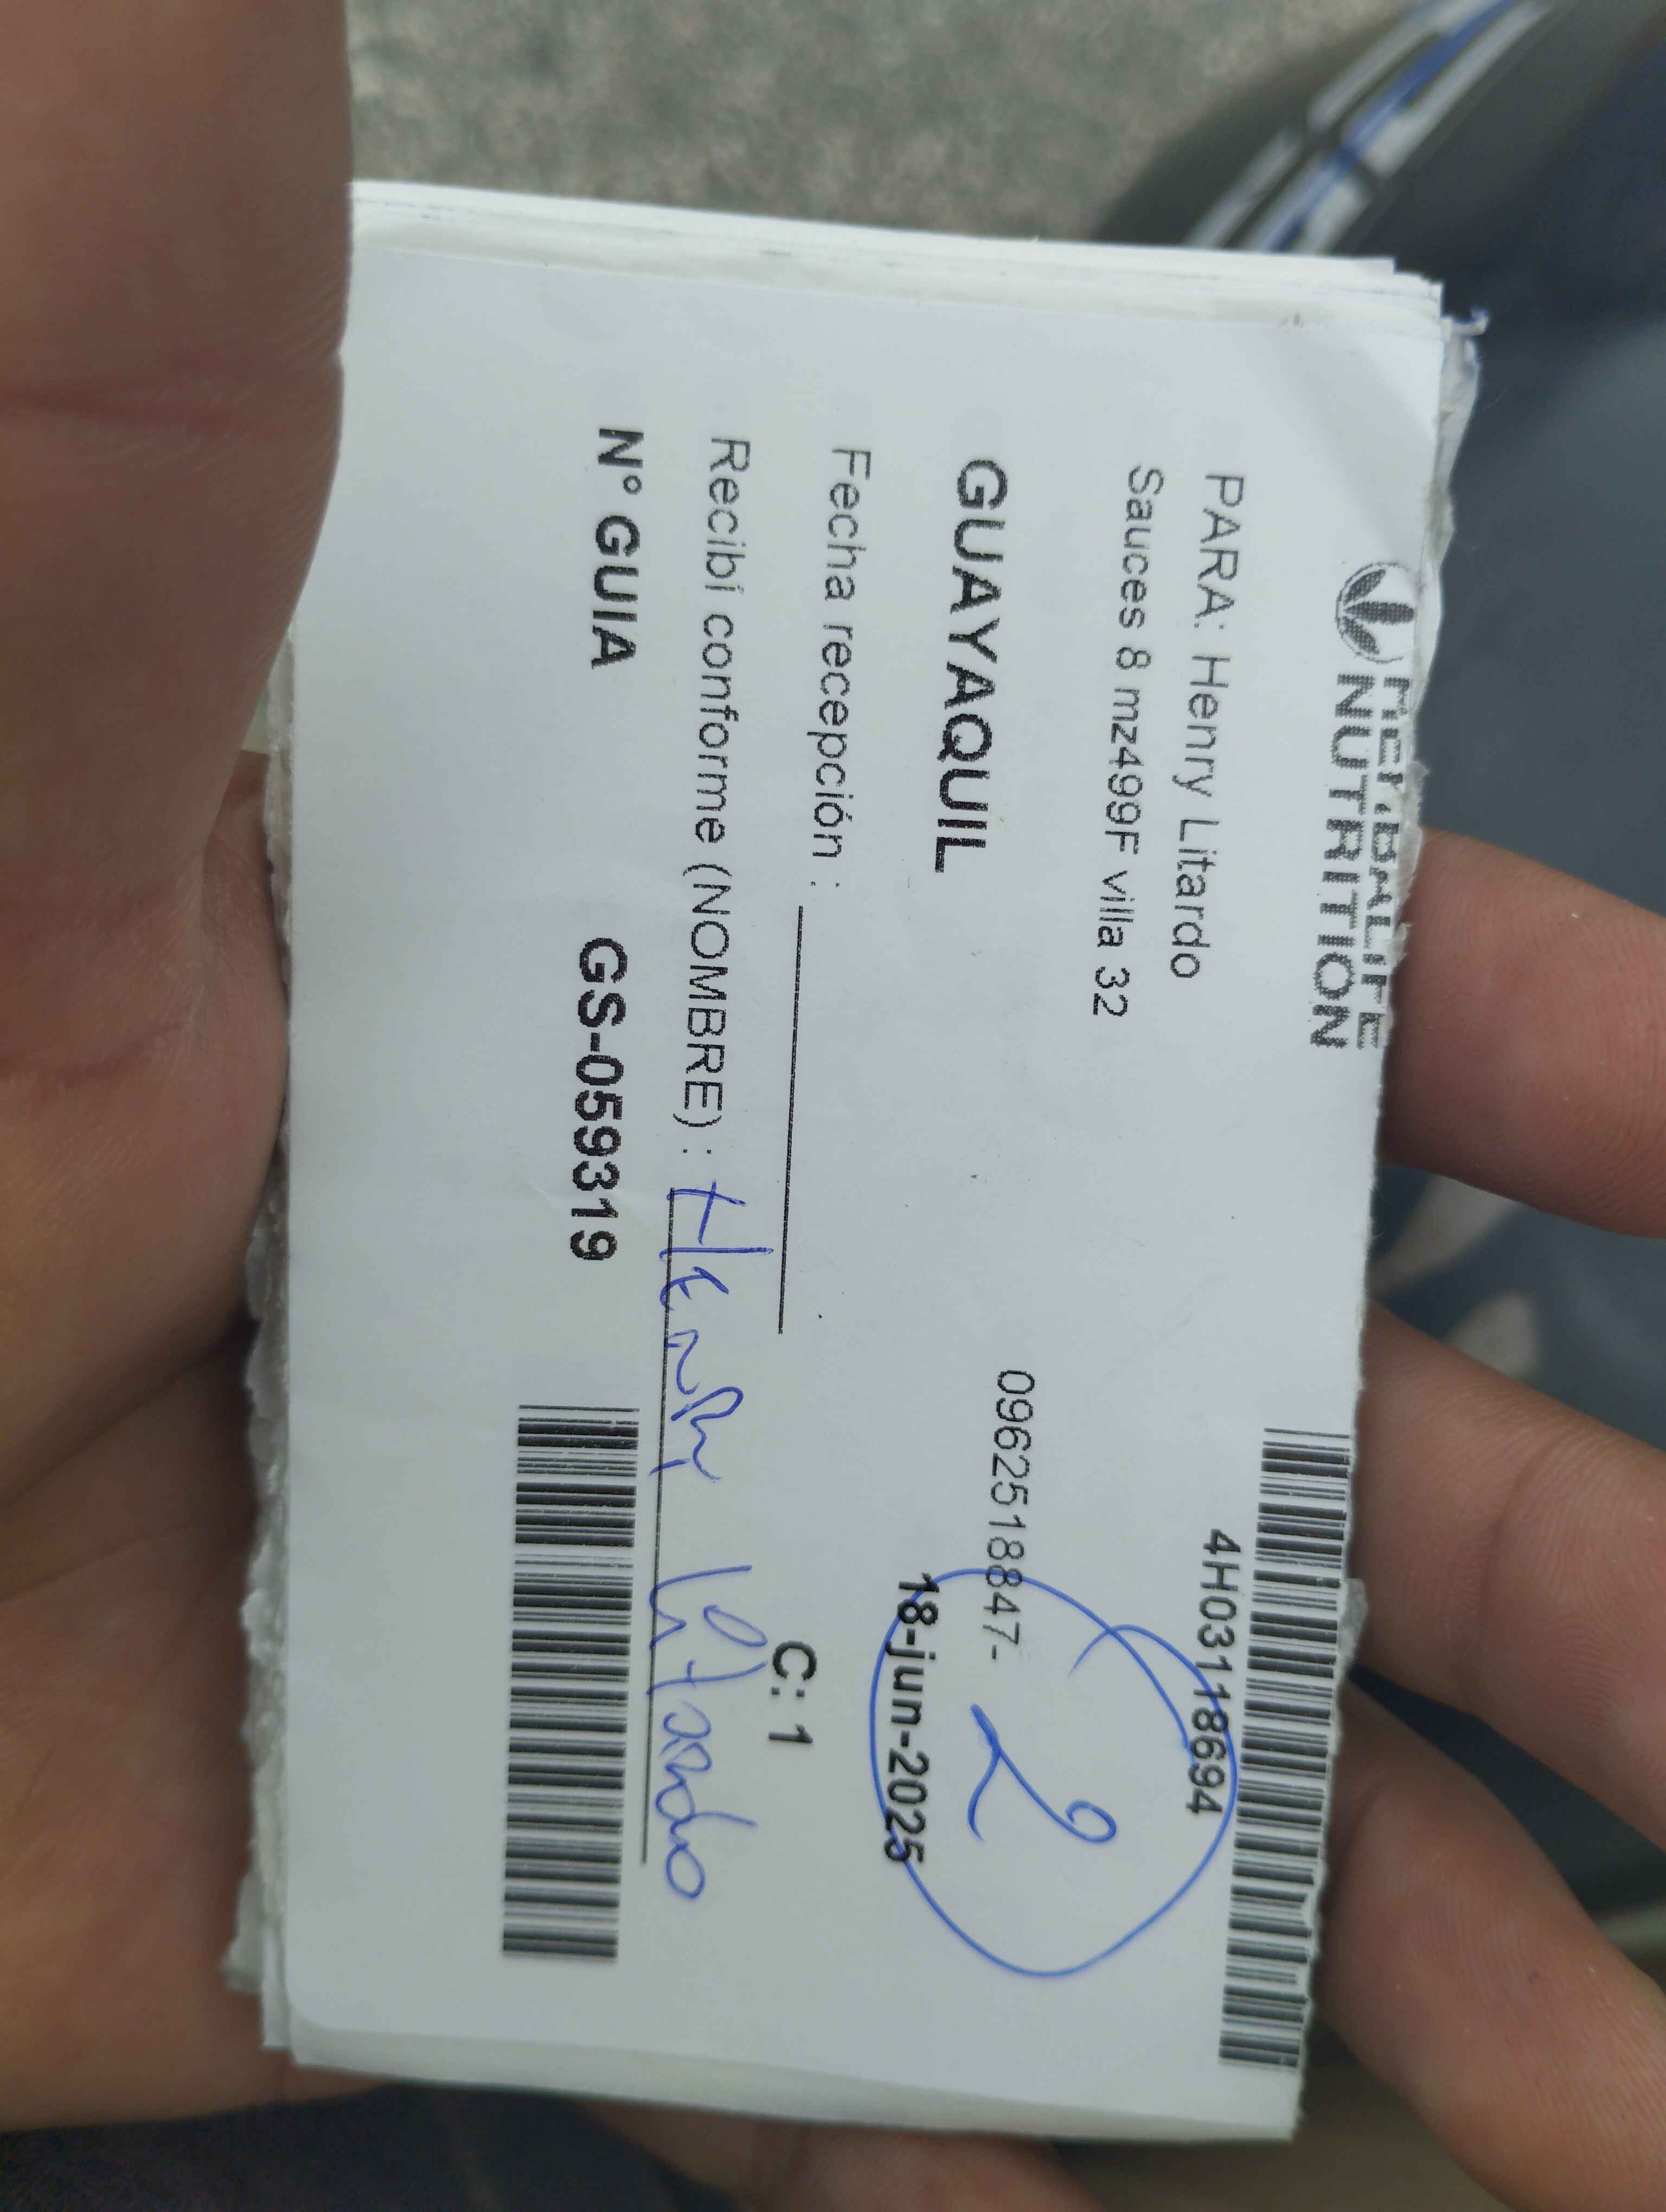 HERBALIFE
NUTRITION
4H03118694
PARA: Henry Litardo
Sauces 8 mz499F villa 32
2
0962518847-
GUAYAQUIL
18-jun-2025
Fecha recepción :
C: 1
Recibí conforme (NOMBRE) : Henry Litardo
N° GUIA GS-059319